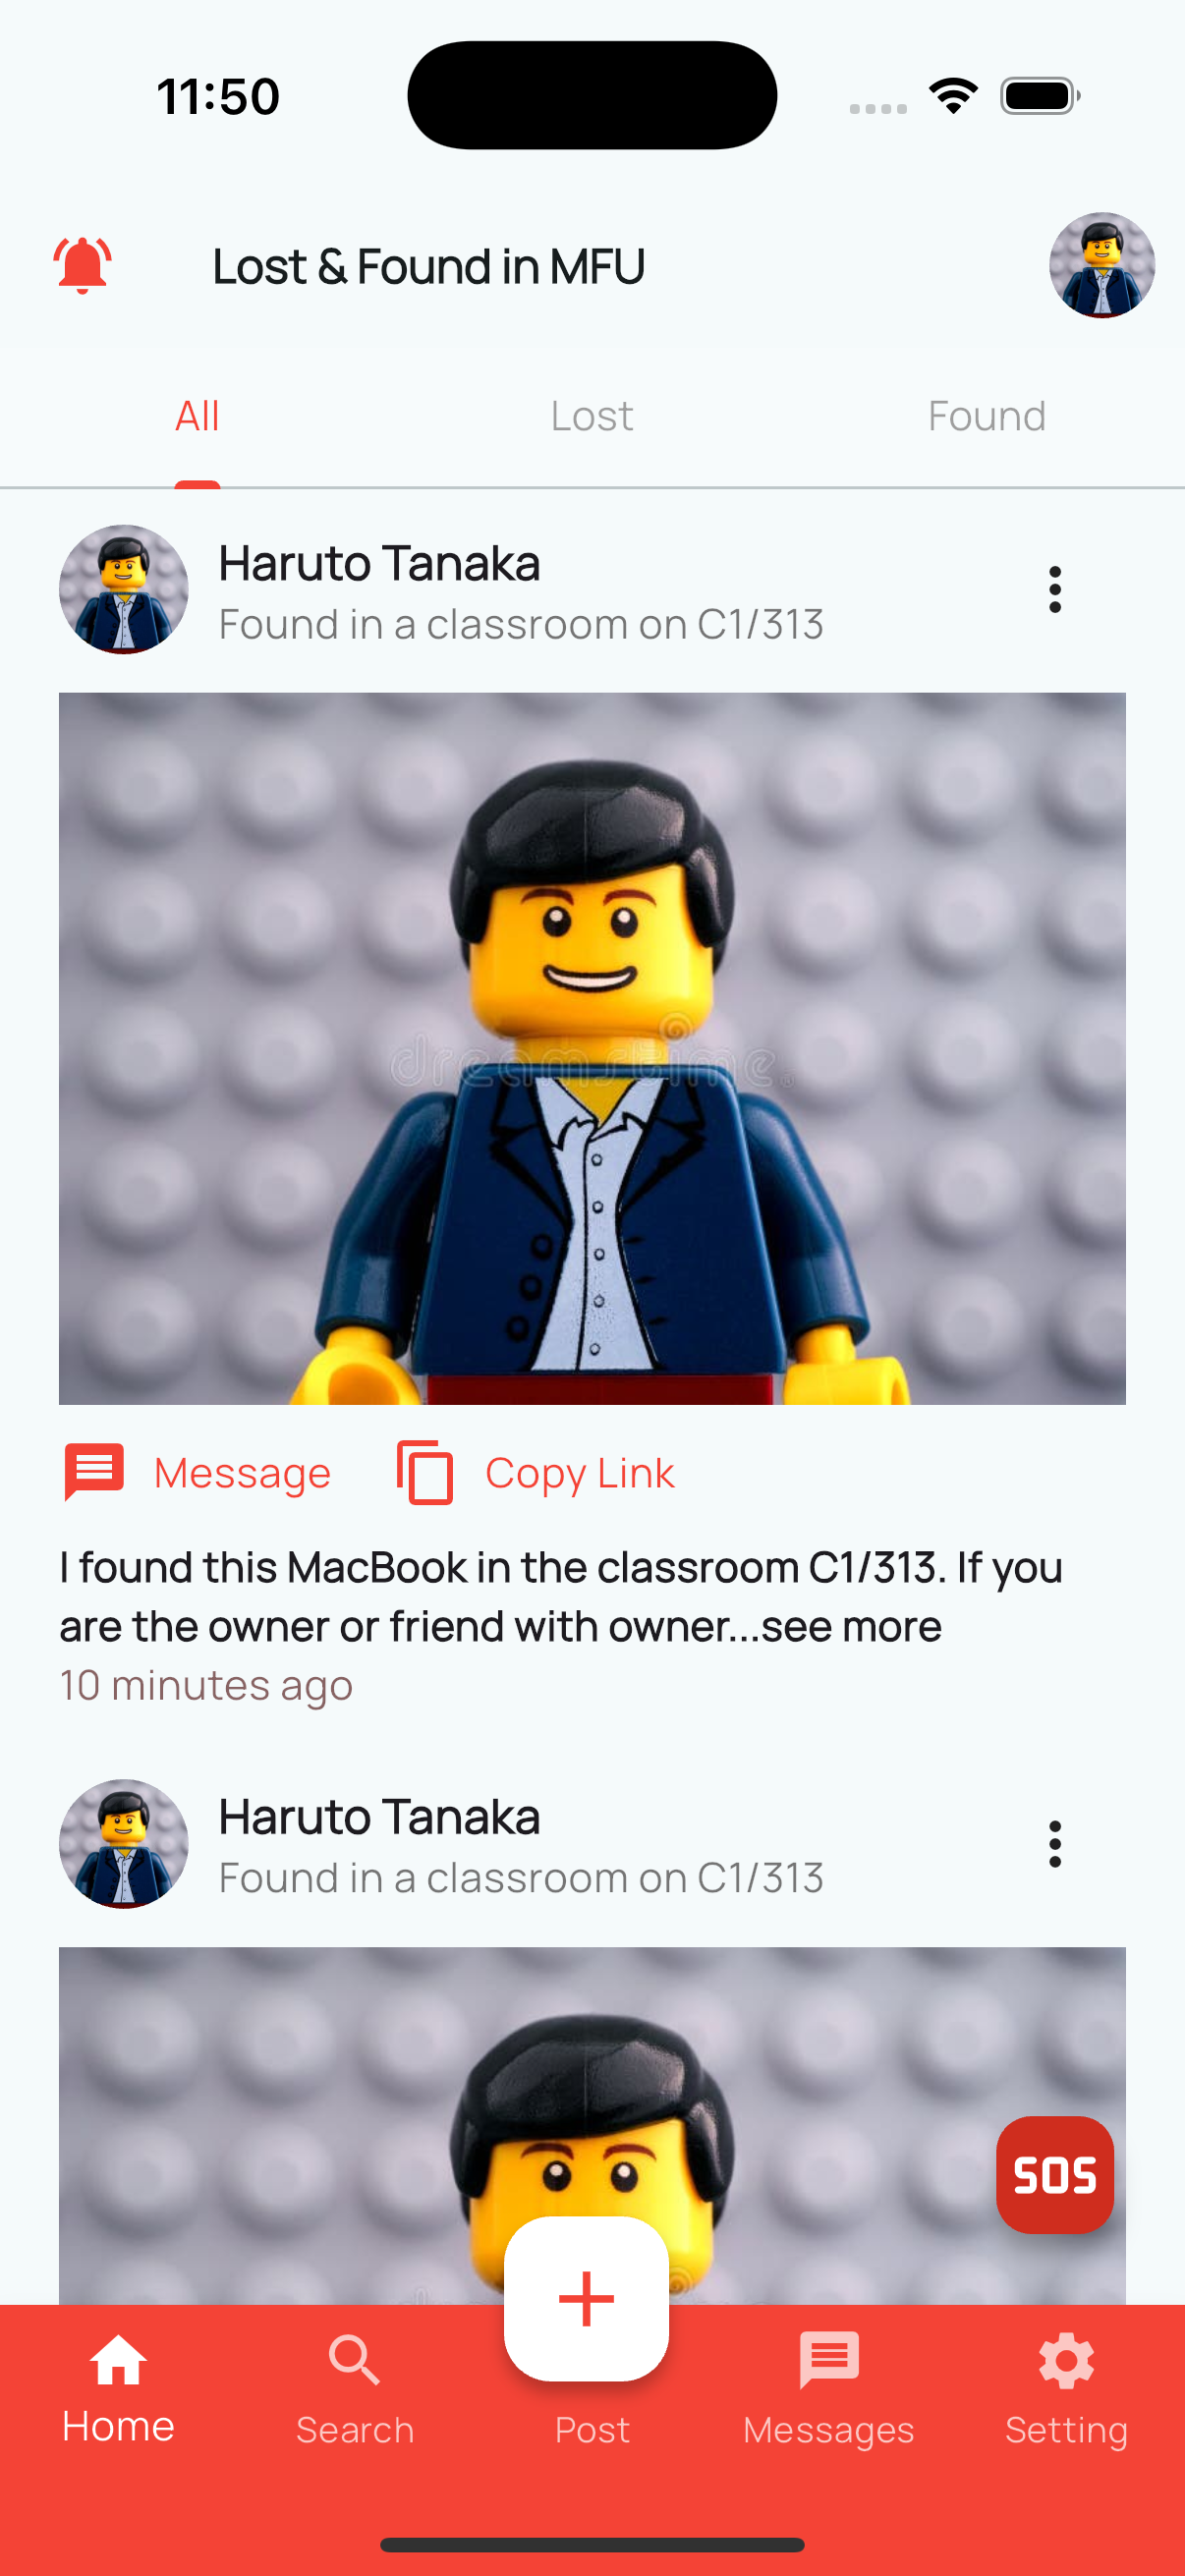 11:50
Lost & Found in MFU
All Lost Found
Haruto Tanaka
Found in a classroom on C1/313
dreamstime.
Message Copy Link
I found this MacBook in the classroom C1/313. If you
are the owner or friend with owner...see more
10 minutes ago
Haruto Tanaka
Found in a classroom on C1/313
SOS
Home Search Post Messages Setting